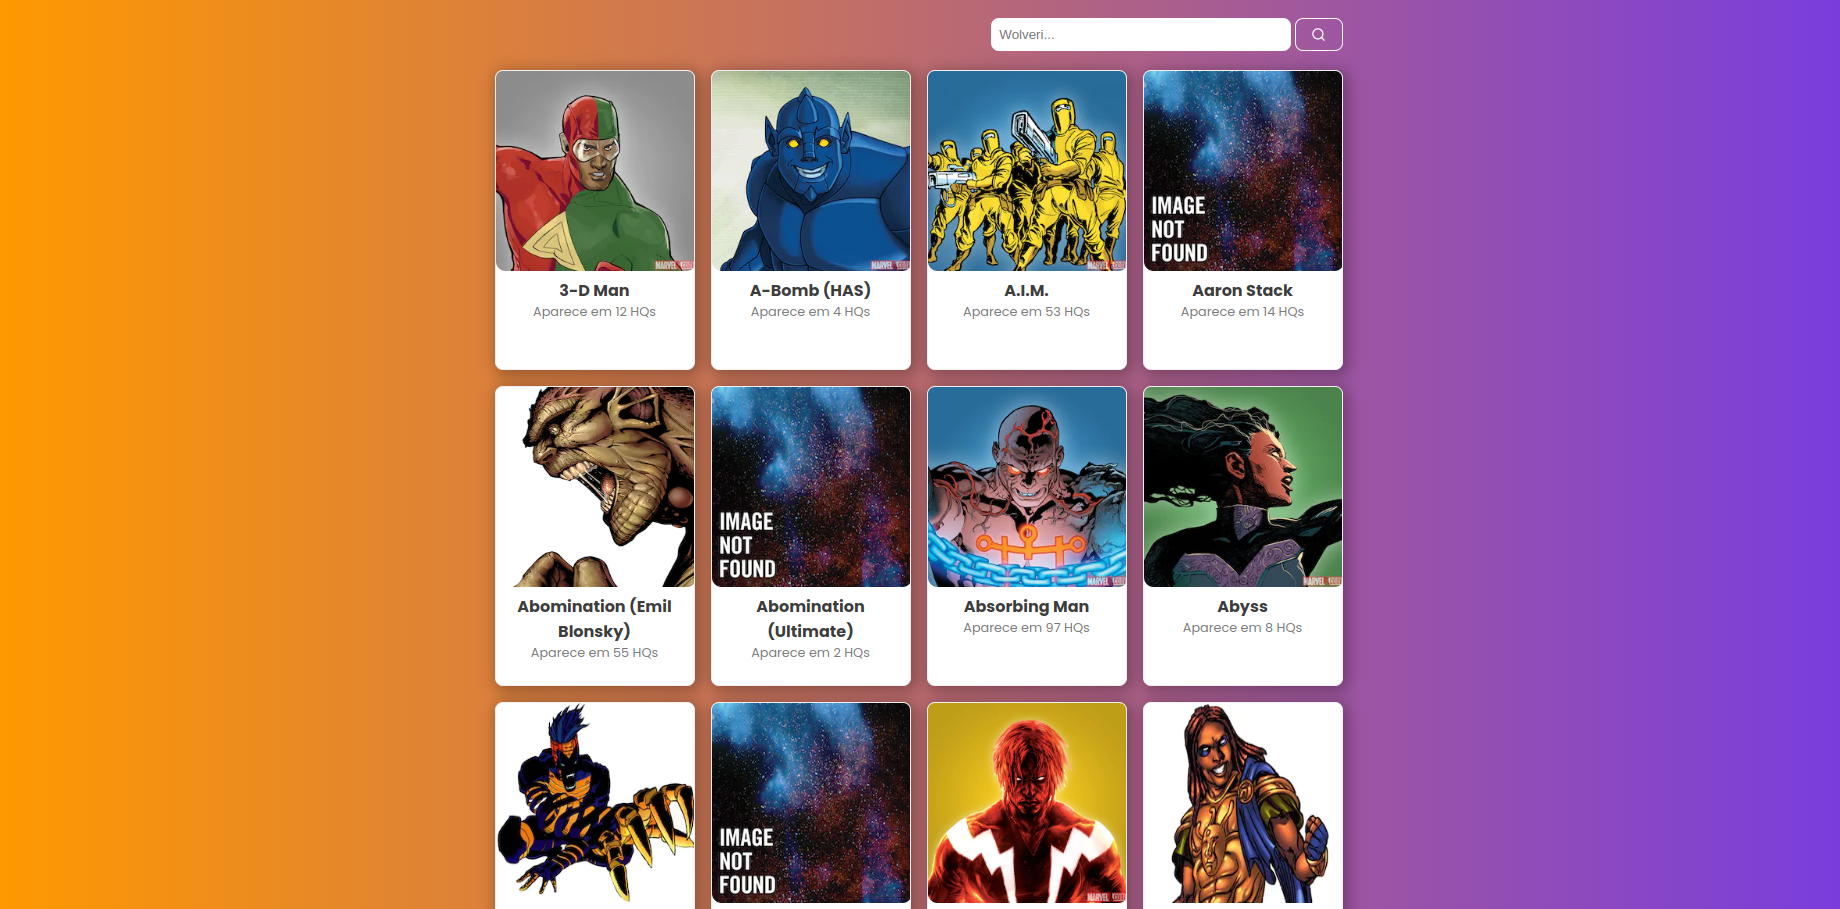 Wolveri...
IMAGE
NOT
FOUND
MARVEL
MARVEL
MARVEL
3-D Man
A-Bomb (HAS)
A.I.M.
Aaron Stack
Aparece em 12 HQs
Aparece em 4 HQs
Aparece em 53 HQs
Aparece em 14 HQs
IMAGE
NOT
FOUND
MARVEL
MARVEL
Abomination (Emil
Blonsky)
Abomination
(Ultimate)
Absorbing Man
Abyss
Aparece em 55 HQs
Aparece em 2 HQs
Aparece em 97 HQs
Aparece em 8 HQs
IMAGE
NOT
FOUND
MARVEL